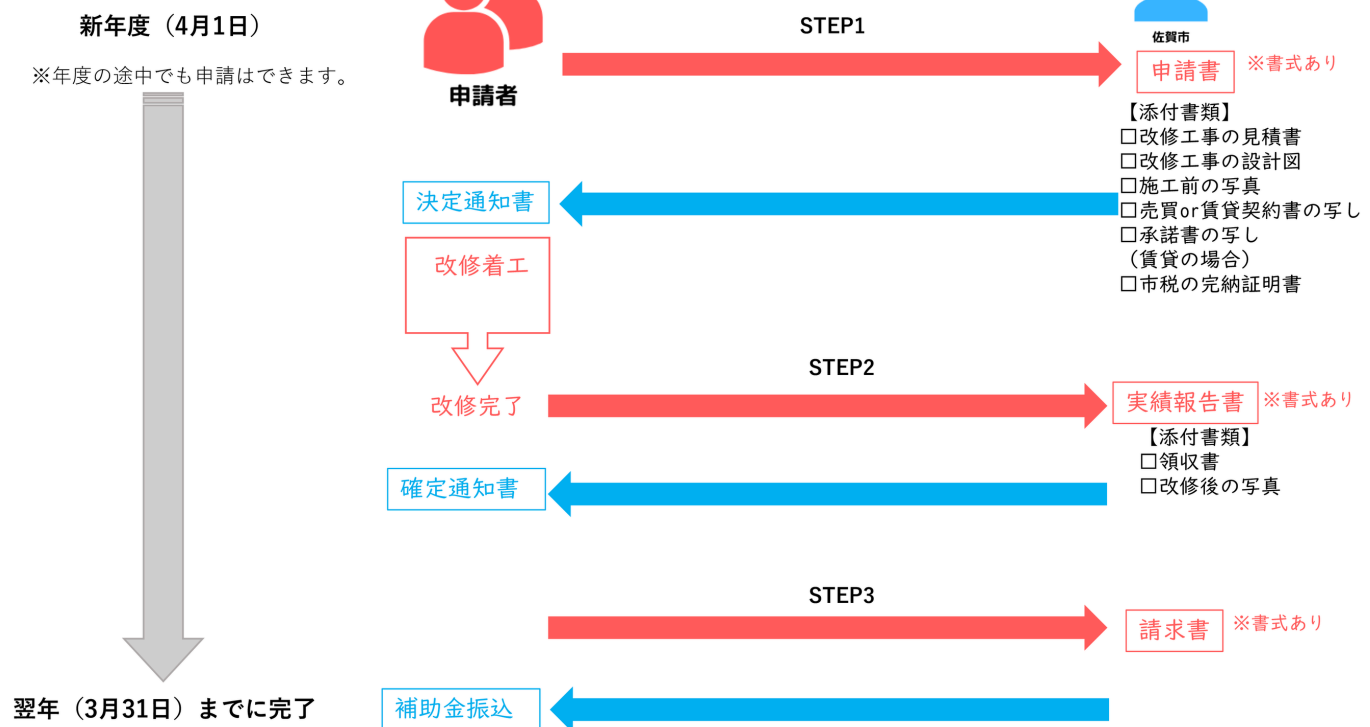 新年度（4月1日）
※年度の途中でも申請はできます。
申請者
STEP1
佐賀市
申請書
※書式あり
【添付書類】
□改修工事の見積書
□改修工事の設計図
□施工前の写真
□売買or賃貸契約書の写し
□承諾書の写し
（賃貸の場合）
□市税の完納証明書
決定通知書
改修着工
改修完了
STEP2
実績報告書
※書式あり
【添付書類】
□領収書
□改修後の写真
確定通知書
STEP3
請求書
※書式あり
翌年（3月31日）までに完了
補助金振込